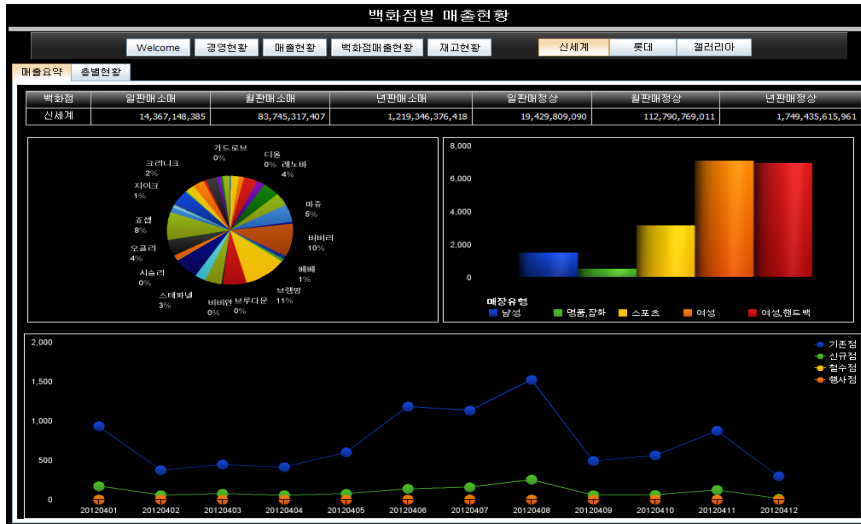 백화점별 매출현황
Welcome 경영현황 매출현황 백화점매출현황 재고현황 신세계 롯데 갤러리아
매출요약 층별현황
백화점 일판매소매 월판매소매 년판매소매 일판매정상 월판매정상 년판매정상
신세계 14,367,148,385 83,745,317,407 1,219,346,376,418 19,429,809,090 112,790,769,011 1,749,435,615,961
가드로브
0%
디올
0%
레노바
4%
마쥬
5%
버버리
10%
베베
1%
브랭땅
11%
브루다문
0%
비비안
0%
스테파넬
3%
시슬리
0%
오클리
4%
죠셉
8%
지이크
1%
크리니크
2%
8,000
6,000
4,000
2,000
0
매장유형
남성 명품,잡화 스포츠 여성 여성,핸드백
2,000
1,500
1,000
500
0
20120401 20120402 20120403 20120404 20120405 20120406 20120407 20120408 20120409 20120410 20120411 20120412
기존점
신규점
철수점
행사점